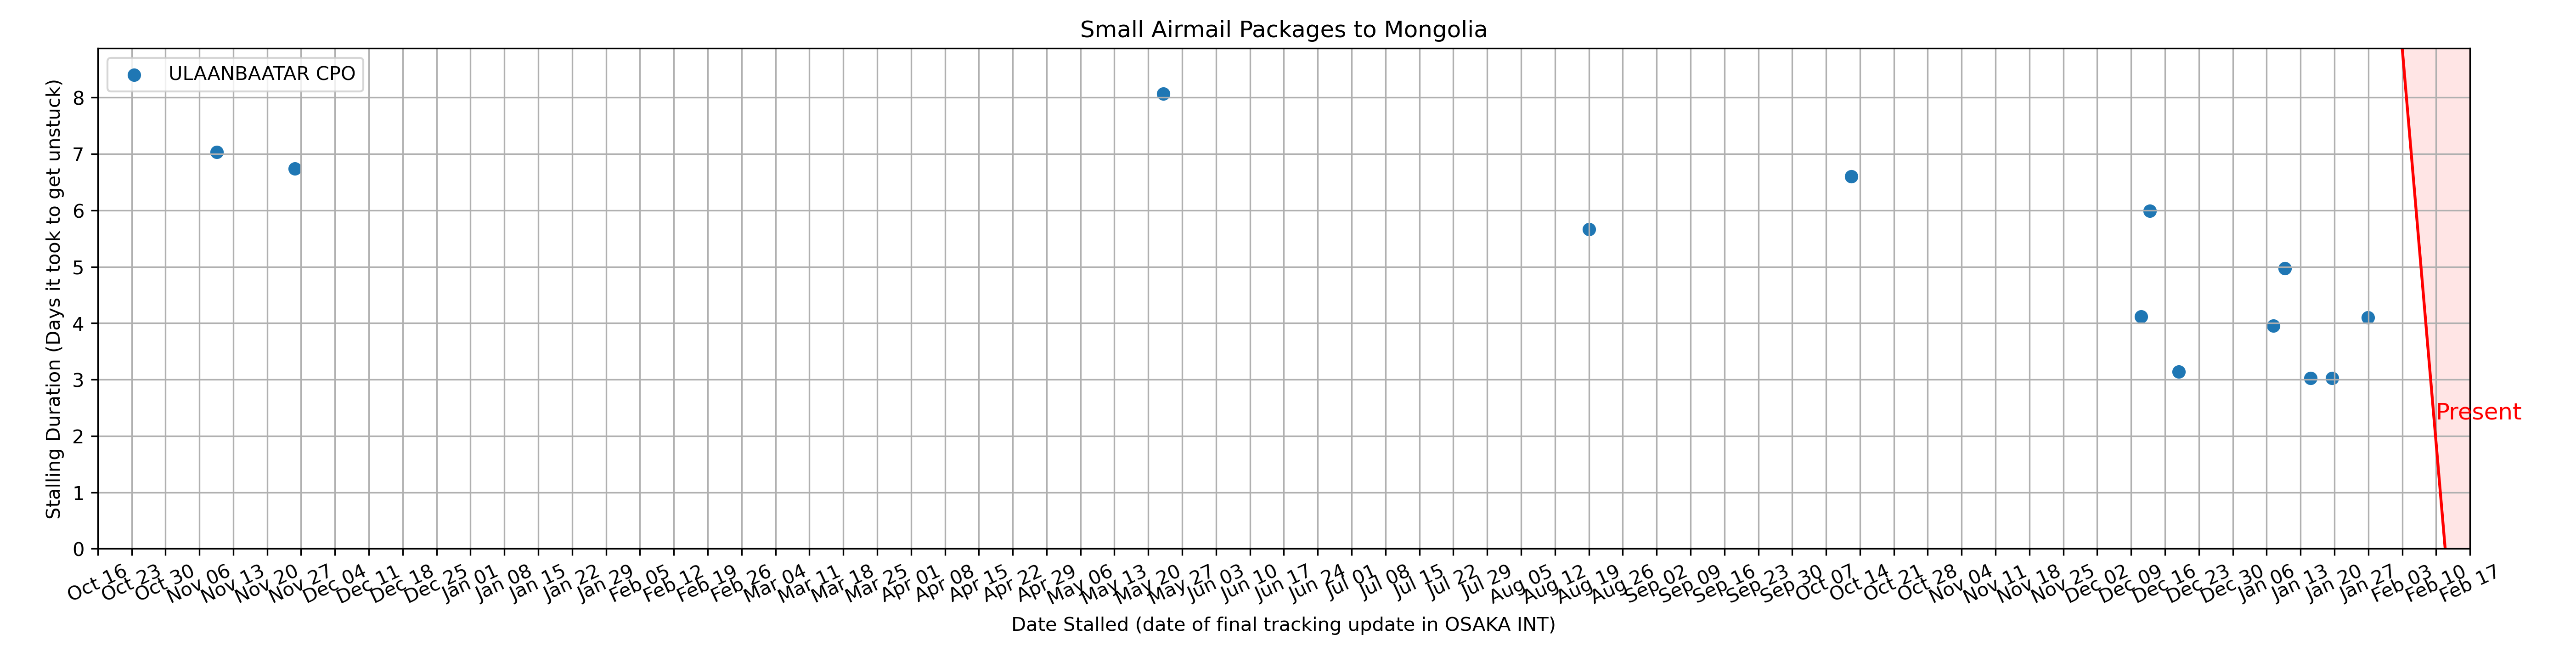 Small Airmail Packages to Mongolia
ULAANBAATAR CPO
Stalling Duration (Days it took to get unstuck)
8
7
6
5
4
3
2
1
0
Present
Oct 16
Oct 23
Oct 30
Nov 06
Nov 13
Nov 20
Nov 27
Dec 04
Dec 11
Dec 18
Dec 25
Jan 01
Jan 08
Jan 15
Jan 22
Jan 29
Feb 05
Feb 12
Feb 19
Feb 26
Mar 04
Mar 11
Mar 18
Mar 25
Apr 01
Apr 08
Apr 15
Apr 22
Apr 29
May 06
May 13
May 20
May 27
Jun 03
Jun 10
Jun 17
Jun 24
Jul 01
Jul 08
Jul 15
Jul 22
Jul 29
Aug 05
Aug 12
Aug 19
Aug 26
Sep 02
Sep 09
Sep 16
Sep 23
Sep 30
Oct 07
Oct 14
Oct 21
Oct 28
Nov 04
Nov 11
Nov 18
Nov 25
Dec 02
Dec 09
Dec 16
Dec 23
Dec 30
Jan 06
Jan 13
Jan 20
Jan 27
Feb 03
Feb 10
Feb 17
Date Stalled (date of final tracking update in OSAKA INT)